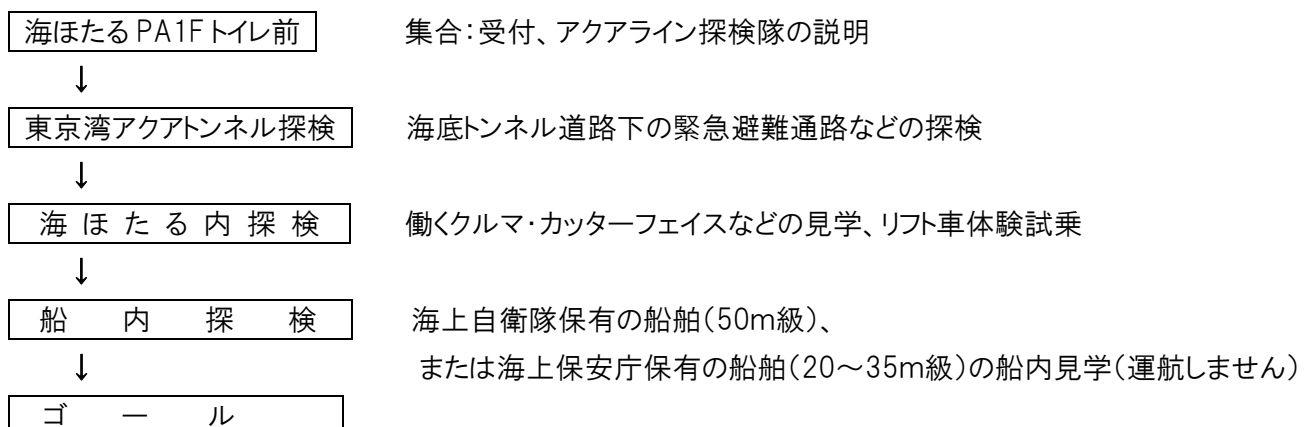 海ほたるPA1Fトイレ前 集合：受付、アクアライン探検隊の説明
↓
東京湾アクアトンネル探検 海底トンネル道路下の緊急避難通路などの探検
↓
海ほたる内探検 働くクルマ・カッターフェイスなどの見学、リフト車体験試乗
↓
船内探検 海上自衛隊保有の船舶（50m級）、
↓ または海上保安庁保有の船舶（20～35m級）の船内見学（運航しません）
ゴール